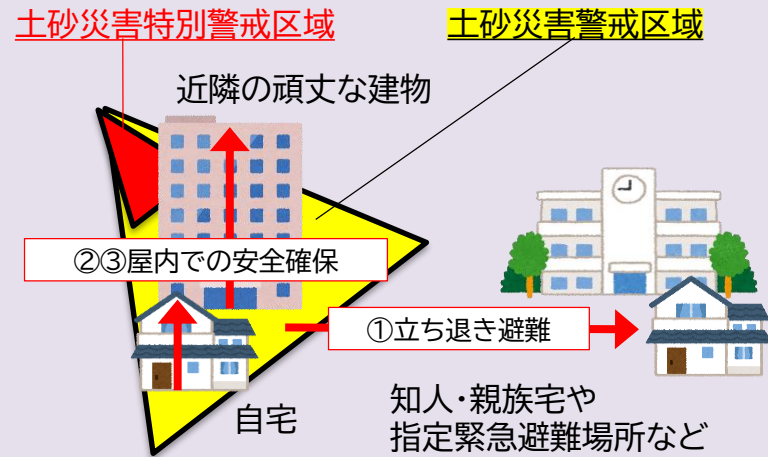 土砂災害特別警戒区域
土砂災害警戒区域
近隣の頑丈な建物
②③屋内での安全確保
①立ち退き避難
自宅
知人・親族宅や
指定緊急避難場所など